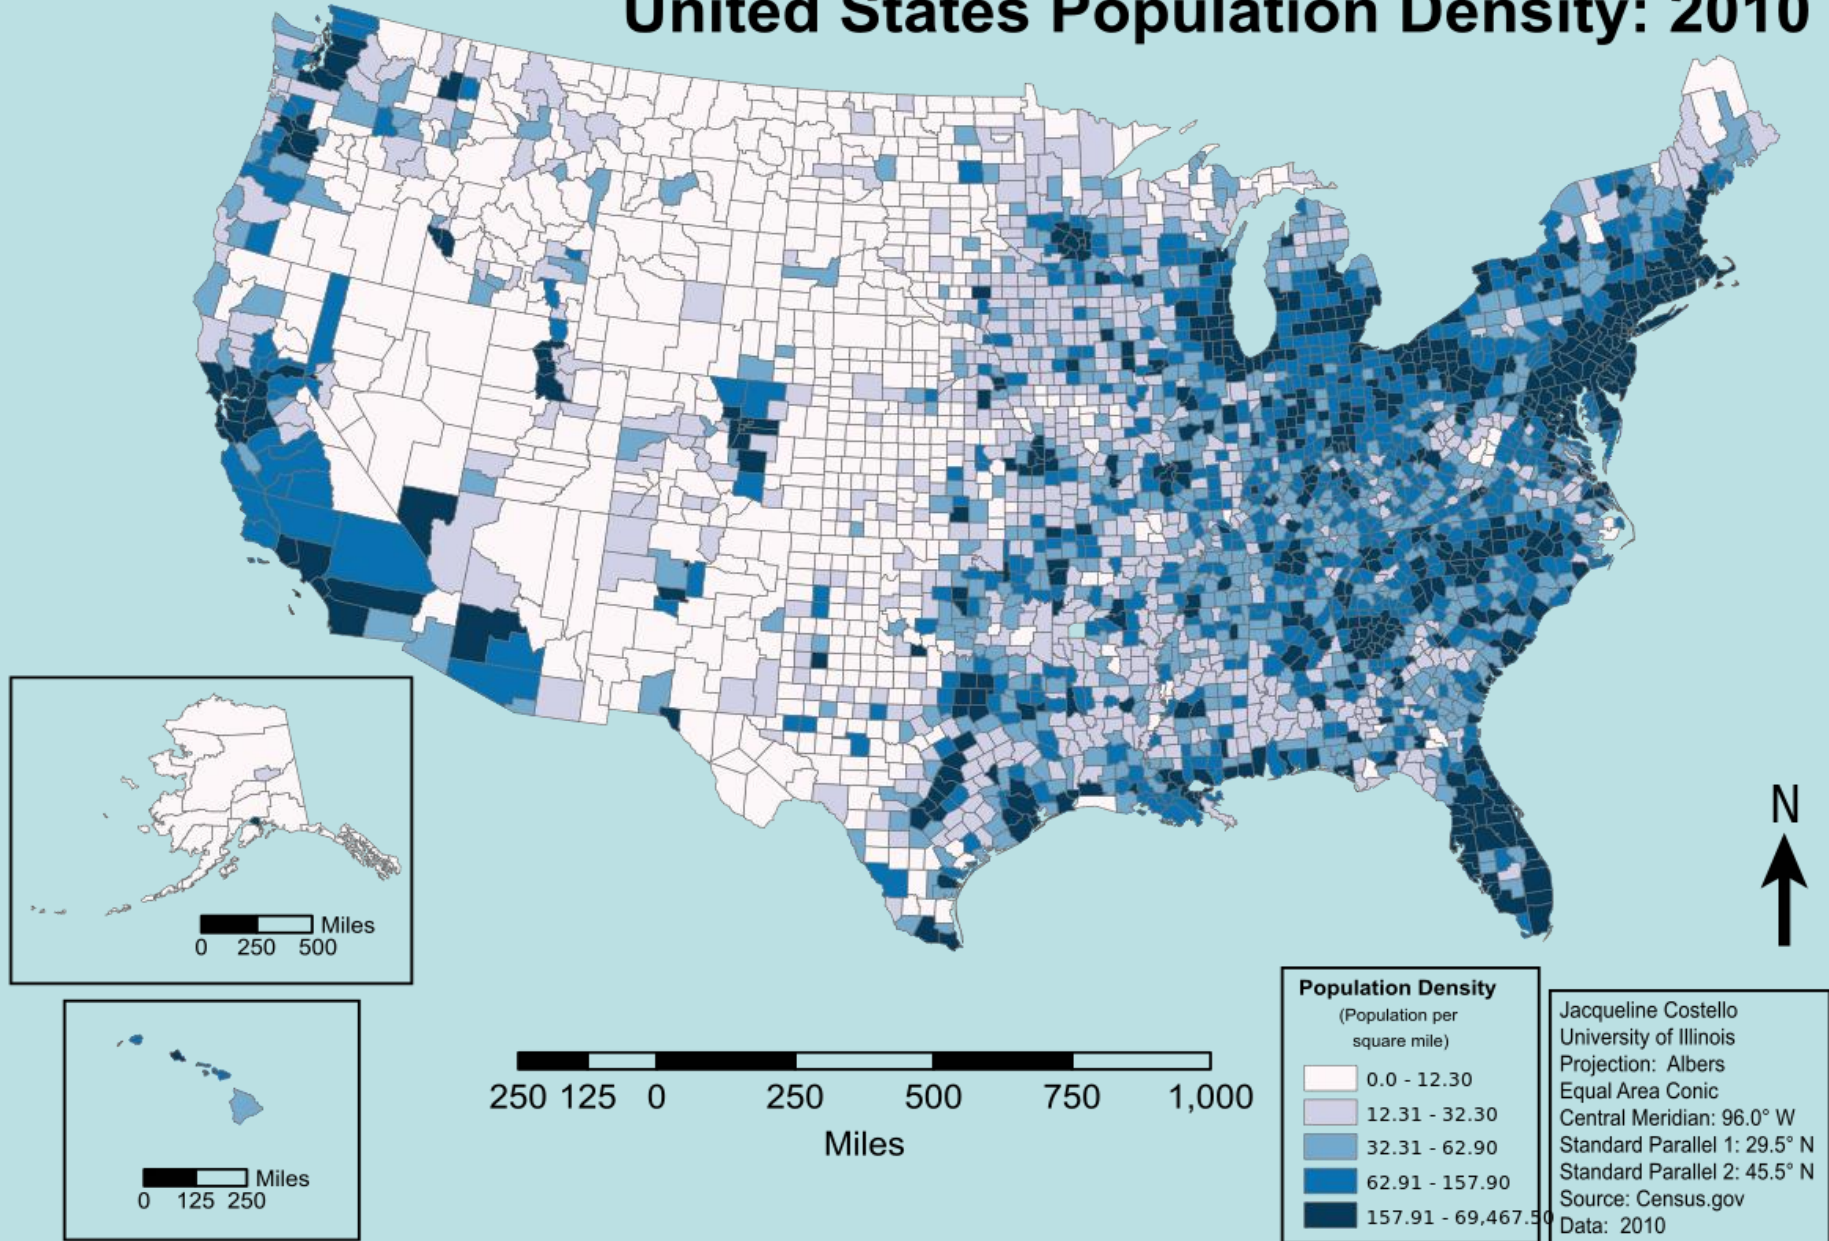 United States Population Density: 2010
N
Miles
0 250 500
Miles
0 125 250
250 125 0 250 500 750 1,000
Miles
Population Density
(Population per
square mile)
0.0 - 12.30
12.31 - 32.30
32.31 - 62.90
62.91 - 157.90
157.91 - 69,467.50
Jacqueline Costello
University of Illinois
Projection: Albers
Equal Area Conic
Central Meridian: 96.0° W
Standard Parallel 1: 29.5° N
Standard Parallel 2: 45.5° N
Source: Census.gov
Data: 2010